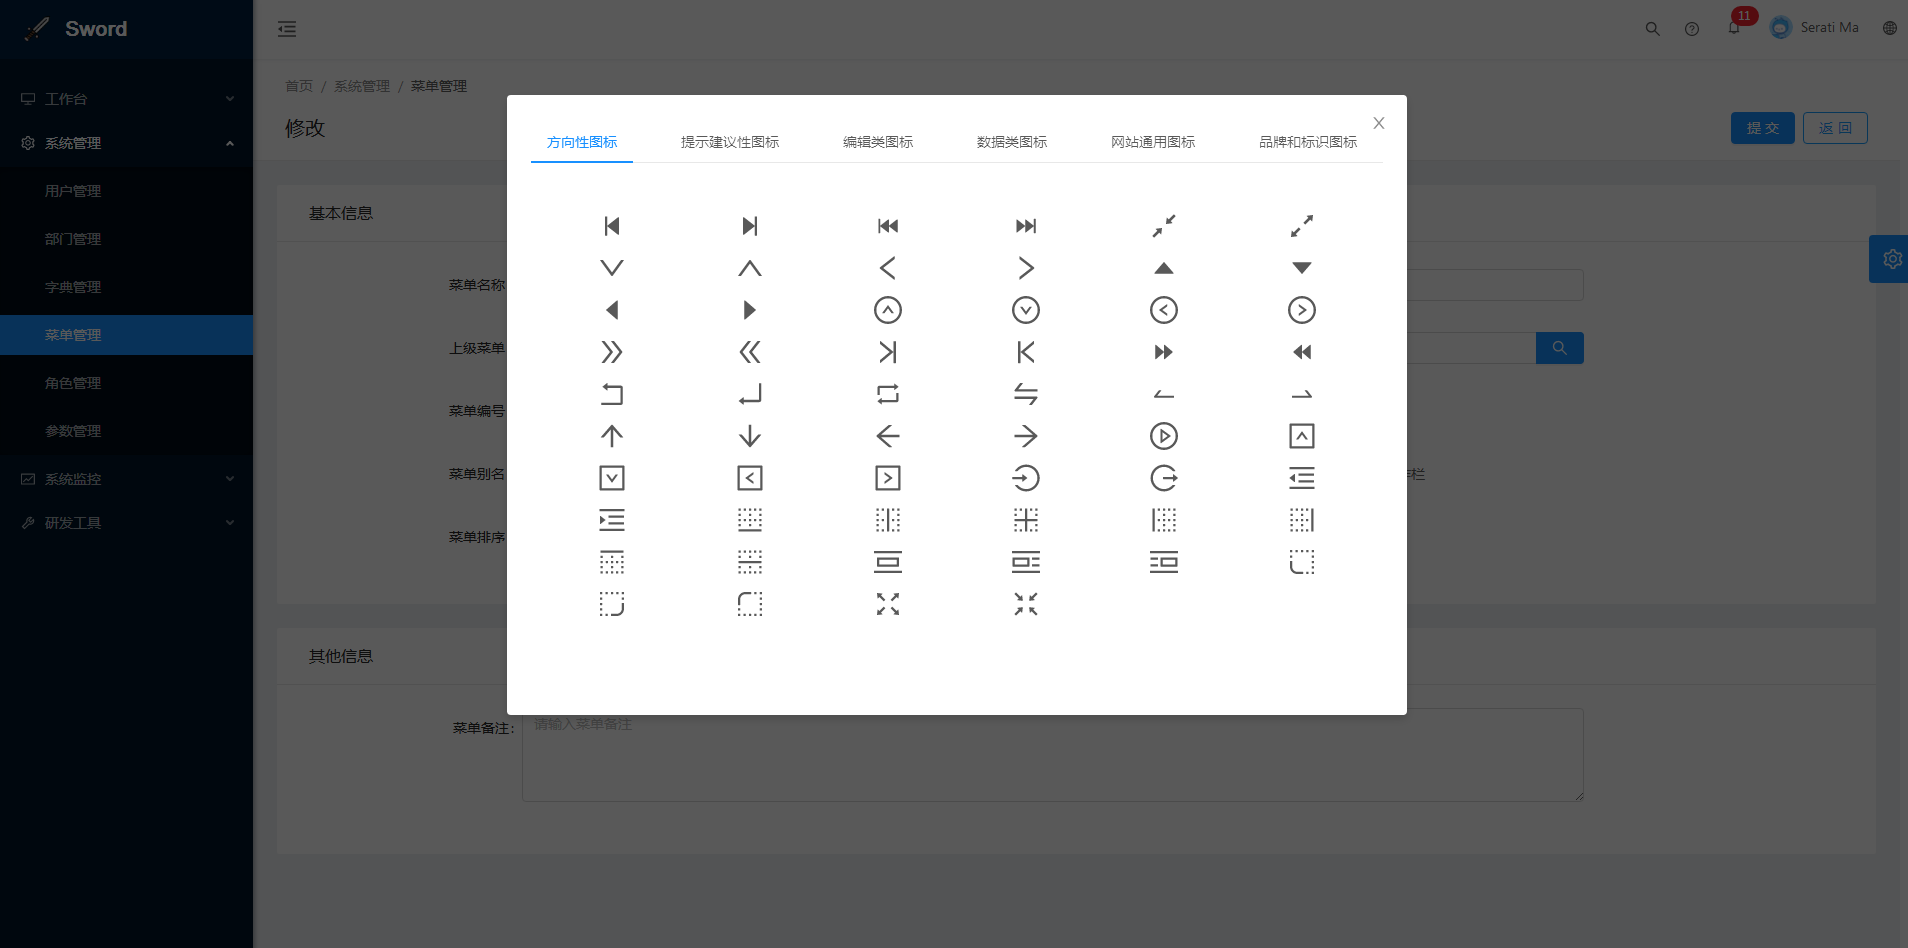 Sword
11
Serati Ma
工作台
系统管理
用户管理
部门管理
字典管理
菜单管理
角色管理
参数管理
系统监控
研发工具
首页 / 系统管理 / 菜单管理
修改
提 交
返 回
方向性图标 提示建议性图标 编辑类图标 数据类图标 网站通用图标 品牌和标识图标
基本信息
菜单名称
上级菜单
菜单编号
菜单别名
栏
菜单排序
其他信息
菜单备注:
请输入菜单备注